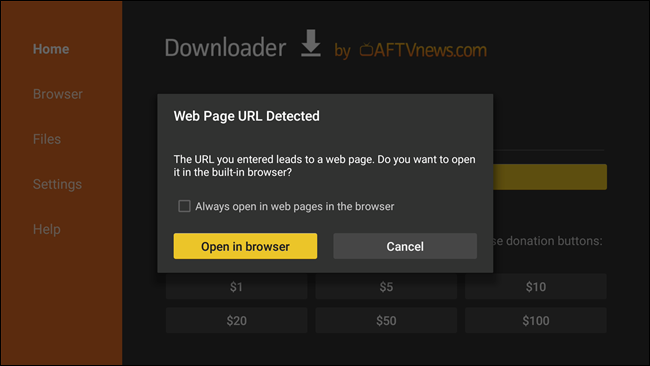 Home
Downloader by AFTVnews.com
Browser
Web Page URL Detected
Files
The URL you entered leads to a web page. Do you want to open
it in the built-in browser?
Settings
Always open in web pages in the browser
Help
Open in browser
Cancel
se donation buttons:
$1
$5
$10
$20
$50
$100